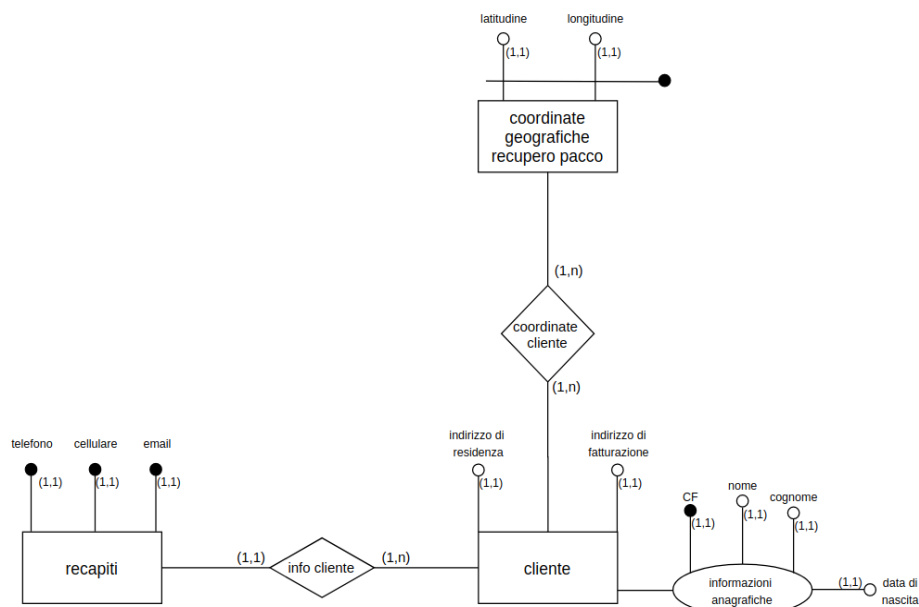 latitudine
longitudine
(1,1)
(1,1)
coordinate
geografiche
recupero pacco
(1,n)
coordinate
cliente
(1,n)
telefono
cellulare
email
(1,1)
(1,1)
(1,1)
indirizzo di
residenza
(1,1)
indirizzo di
fatturazione
(1,1)
CF
(1,1)
nome
(1,1)
cognome
(1,1)
recapiti
(1,1)
info cliente
(1,n)
cliente
informazioni
anagrafiche
(1,1)
data di
nascita